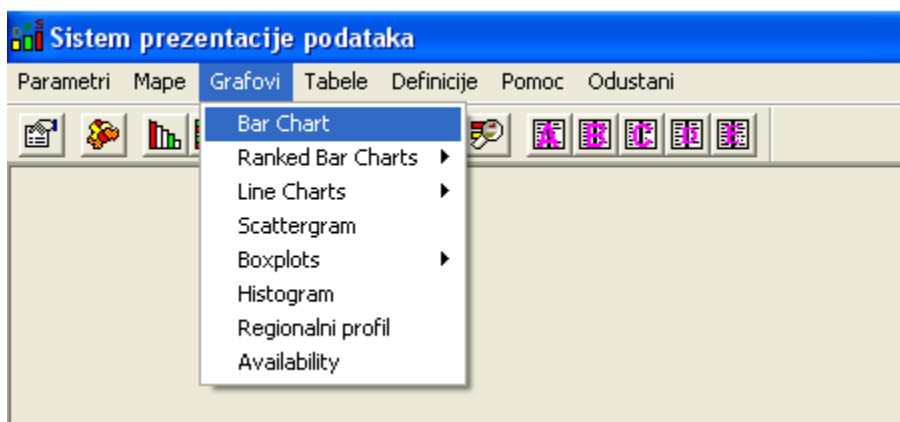 Sistem prezentacije podataka
Parametri Mape Grafovi Tabele Definicije Pomoc Odustani
A B C D E
Bar Chart
Ranked Bar Charts
Line Charts
Scattergram
Boxplots
Histogram
Regionalni profil
Availability